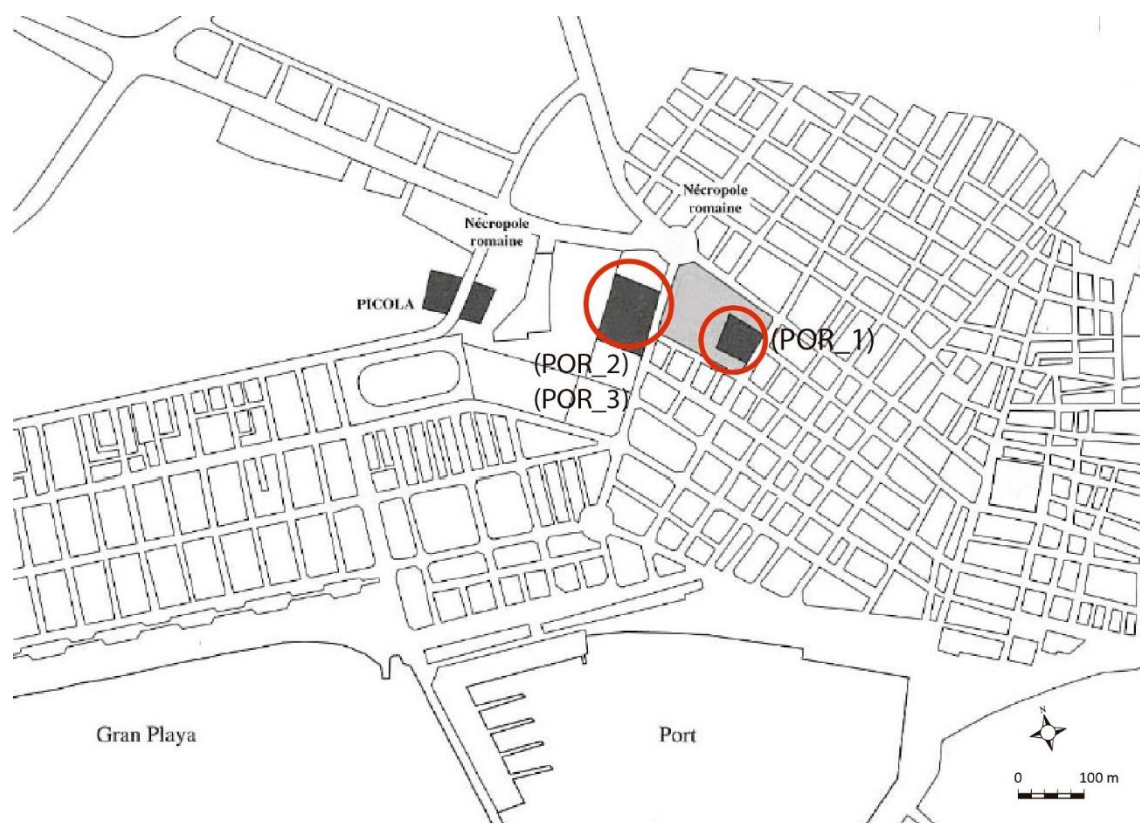 Nécropole
romaine
Nécropole
romaine
PICOLA
(POR_1)
(POR_2)
(POR_3)
Gran Playa
Port
N
0 100 m